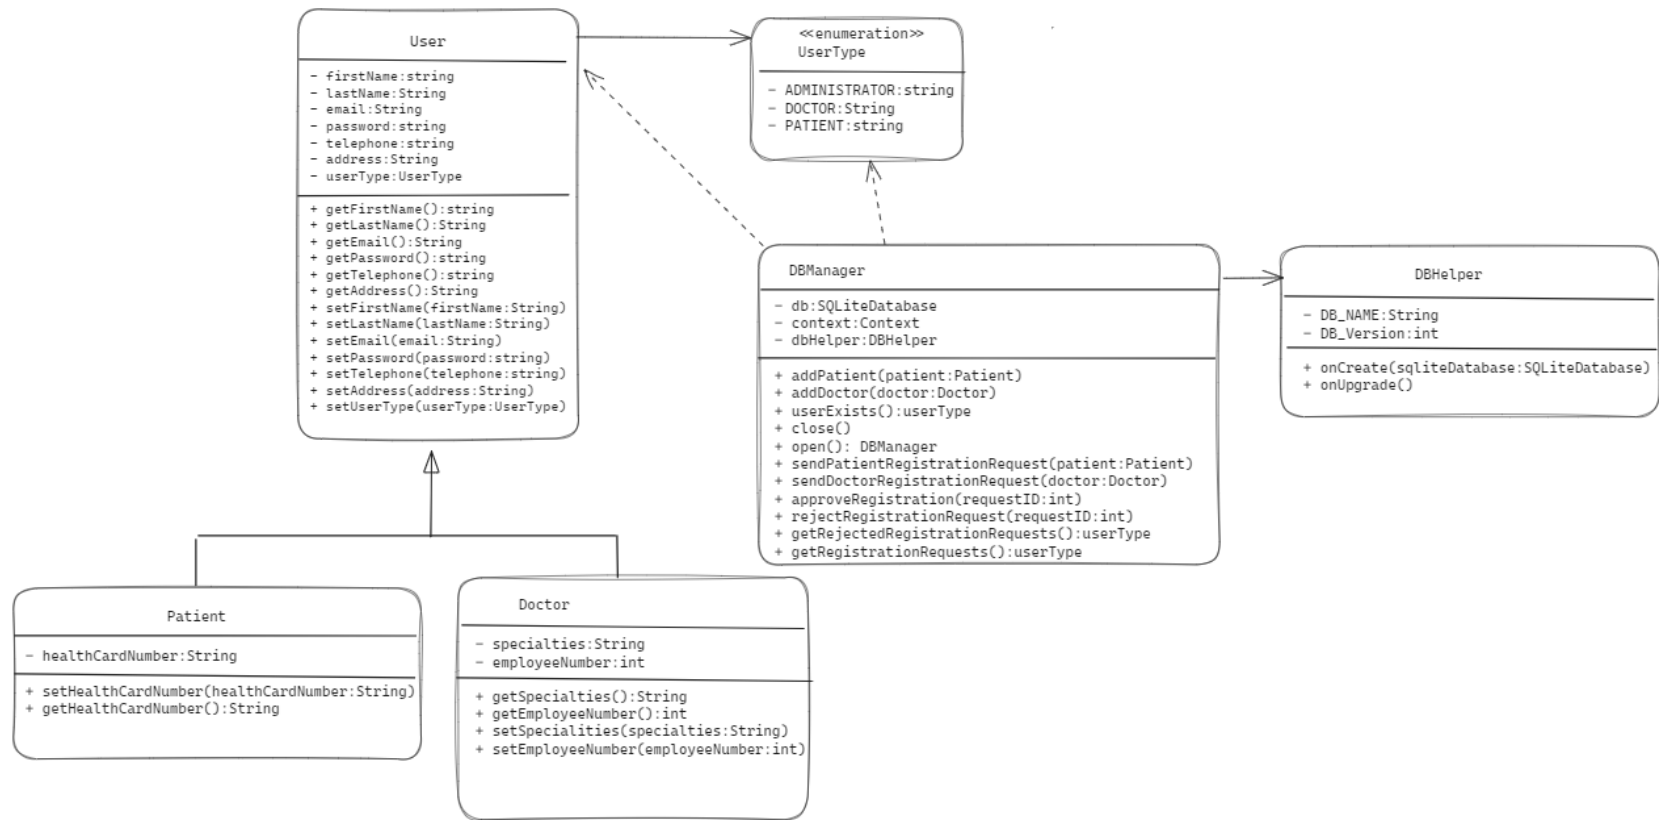 User
- firstName:string
- lastName:String
- email:String
- password:string
- telephone:string
- address:String
- userType:UserType
+ getFirstName():string
+ getLastName():String
+ getEmail():String
+ getPassword():string
+ getTelephone():string
+ getAddress():String
+ setFirstName(firstName:String)
+ setLastName(lastName:String)
+ setEmail(email:String)
+ setPassword(password:string)
+ setTelephone(telephone:string)
+ setAddress(address:String)
+ setUserType(userType:UserType)
<<enumeration>>
UserType
- ADMINISTRATOR:string
- DOCTOR:String
- PATIENT:string
DBManager
- db:SQLiteDatabase
- context:Context
- dbHelper:DBHelper
+ addPatient(patient:Patient)
+ addDoctor(doctor:Doctor)
+ userExists():userType
+ close()
+ open(): DBManager
+ sendPatientRegistrationRequest(patient:Patient)
+ sendDoctorRegistrationRequest(doctor:Doctor)
+ approveRegistration(requestID:int)
+ rejectRegistrationRequest(requestID:int)
+ getRejectedRegistrationRequests():userType
+ getRegistrationRequests():userType
DBHelper
- DB_NAME:String
- DB_Version:int
+ onCreate(sqliteDatabase:SQLiteDatabase)
+ onUpgrade()
Patient
- healthCardNumber:String
+ setHealthCardNumber(healthCardNumber:String)
+ getHealthCardNumber():String
Doctor
- specialties:String
- employeeNumber:int
+ getSpecialties():String
+ getEmployeeNumber():int
+ setSpecialities(specialties:String)
+ setEmployeeNumber(employeeNumber:int)